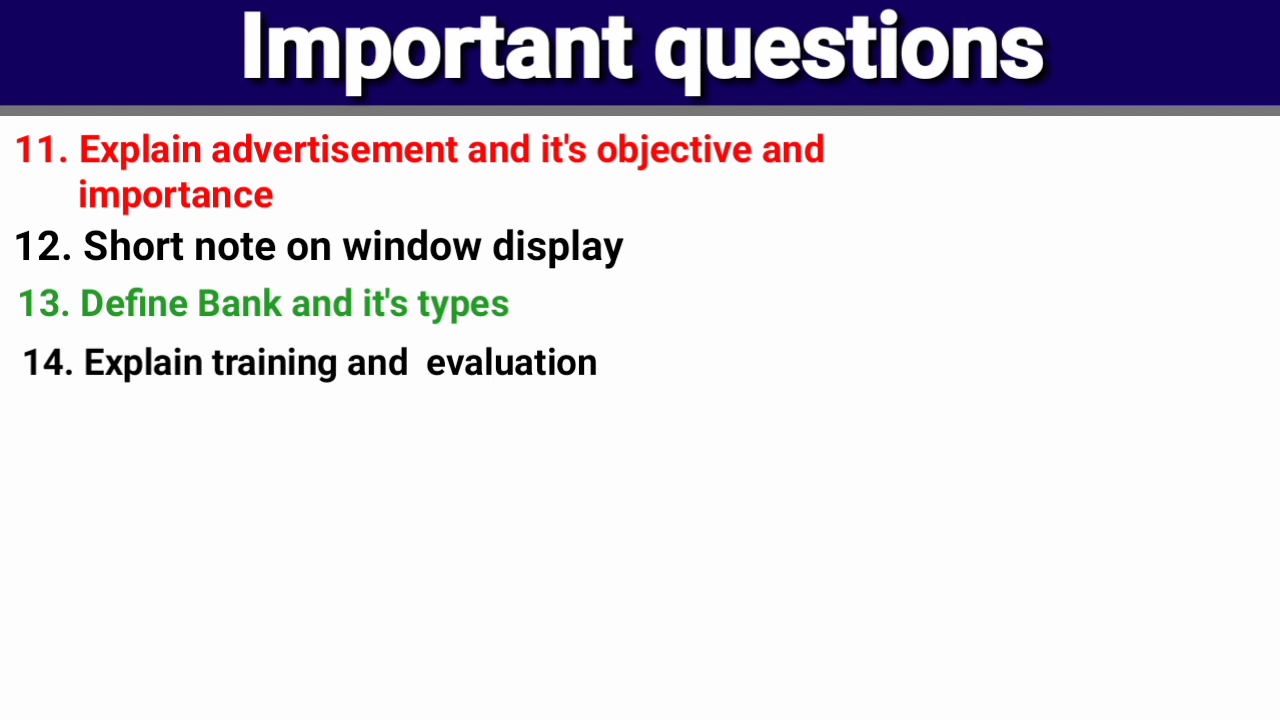 Important questions
11. Explain advertisement and it's objective and
importance
12. Short note on window display
13. Define Bank and it's types
14. Explain training and evaluation